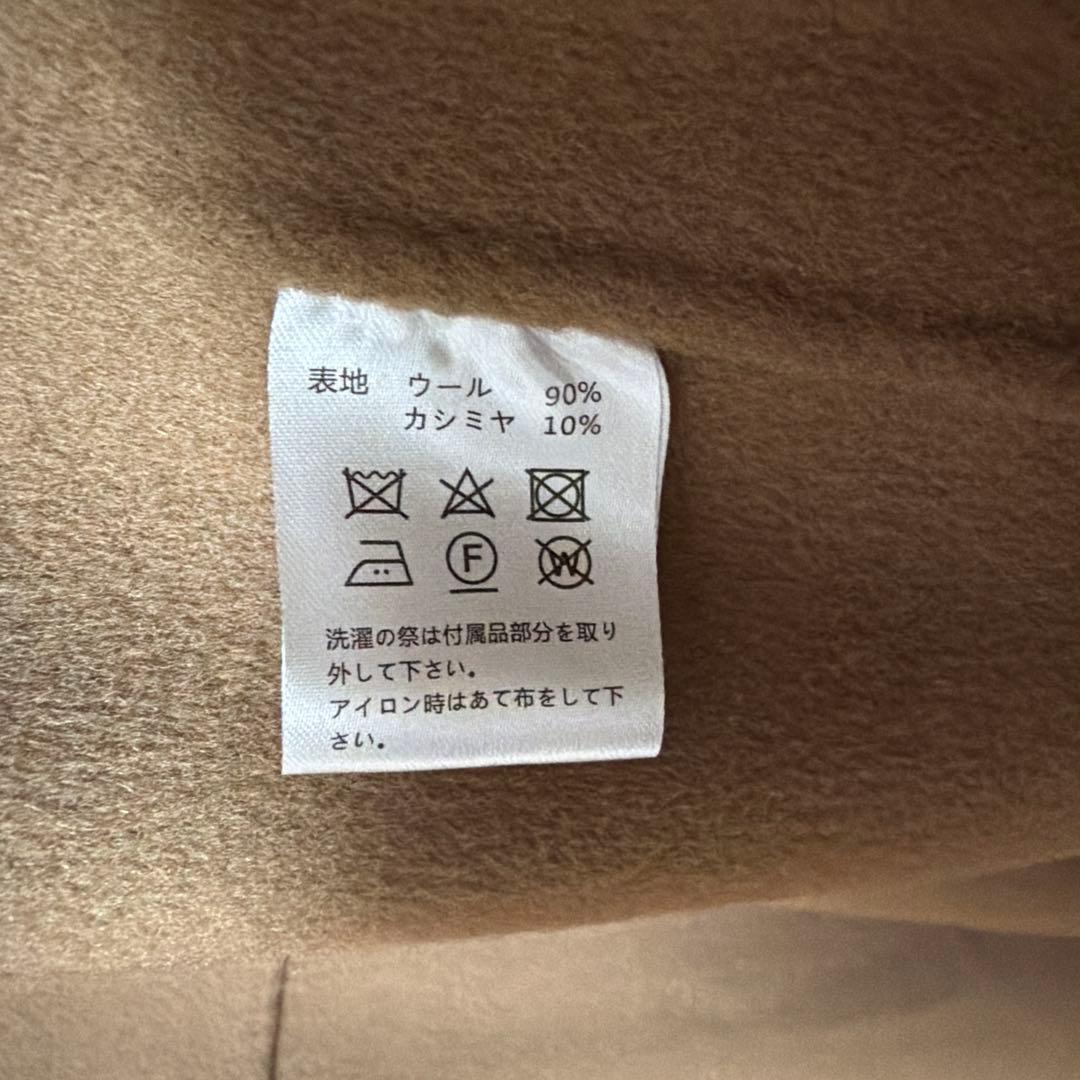 表地 ウール 90%
カシミヤ 10%
F W
洗濯の祭は付属品部分を取り
外して下さい。
アイロン時はあて布をして下
さい。